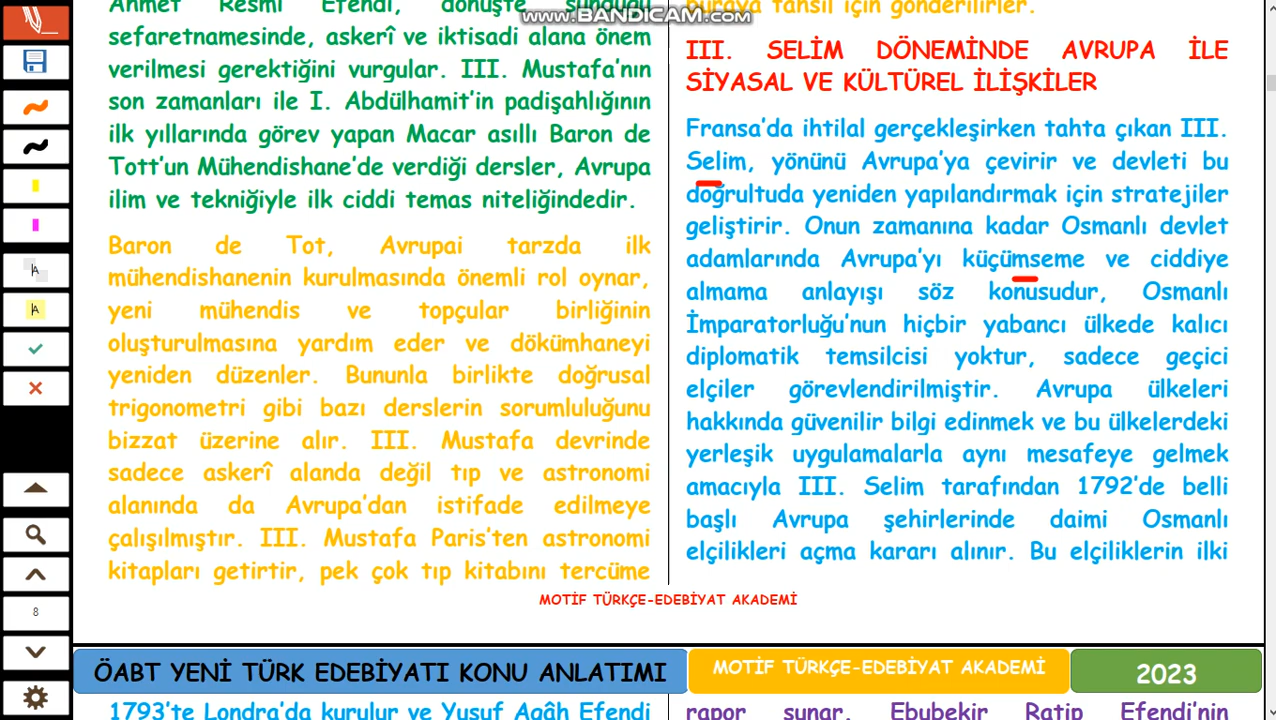 www.BANDICAM.com
Ahmet Resmi Efendi, dönüşte sunduğu
sefaretnamesinde, askerî ve iktisadi alana önem
verilmesi gerektiğini vurgular. III. Mustafa’nın
son zamanları ile I. Abdülhamit’in padişahlığının
ilk yıllarında görev yapan Macar asıllı Baron de
Tott’un Mühendishane’de verdiği dersler, Avrupa
ilim ve tekniğiyle ilk ciddi temas niteliğindedir.
Baron de Tot, Avrupai tarzda ilk
mühendishanenin kurulmasında önemli rol oynar,
yeni mühendis ve topçular birliğinin
oluşturulmasına yardım eder ve dökümhaneyi
yeniden düzenler. Bununla birlikte doğrusal
trigonometri gibi bazı derslerin sorumluluğunu
bizzat üzerine alır. III. Mustafa devrinde
sadece askerî alanda değil tıp ve astronomi
alanında da Avrupa’dan istifade edilmeye
çalışılmıştır. III. Mustafa Paris’ten astronomi
kitapları getirtir, pek çok tıp kitabını tercüme
buraya tahsil için gönderilirler.
III. SELİM DÖNEMİNDE AVRUPA İLE
SİYASAL VE KÜLTÜREL İLİŞKİLER
Fransa’da ihtilal gerçekleşirken tahta çıkan III.
Selim, yönünü Avrupa’ya çevirir ve devleti bu
doğrultuda yeniden yapılandırmak için stratejiler
geliştirir. Onun zamanına kadar Osmanlı devlet
adamlarında Avrupa’yı küçümseme ve ciddiye
almama anlayışı söz konusudur, Osmanlı
İmparatorluğu’nun hiçbir yabancı ülkede kalıcı
diplomatik temsilcisi yoktur, sadece geçici
elçiler görevlendirilmiştir. Avrupa ülkeleri
hakkında güvenilir bilgi edinmek ve bu ülkelerdeki
yerleşik uygulamalarla aynı mesafeye gelmek
amacıyla III. Selim tarafından 1792’de belli
başlı Avrupa şehirlerinde daimi Osmanlı
elçilikleri açma kararı alınır. Bu elçiliklerin ilki
MOTİF TÜRKÇE-EDEBİYAT AKADEMİ
8
ÖABT YENİ TÜRK EDEBİYATI KONU ANLATIMI
MOTİF TÜRKÇE-EDEBİYAT AKADEMİ
2023
1793’te Londra’da kurulur ve Yusuf Agâh Efendi
rapor sunar. Ebubekir Ratip Efendi’nin